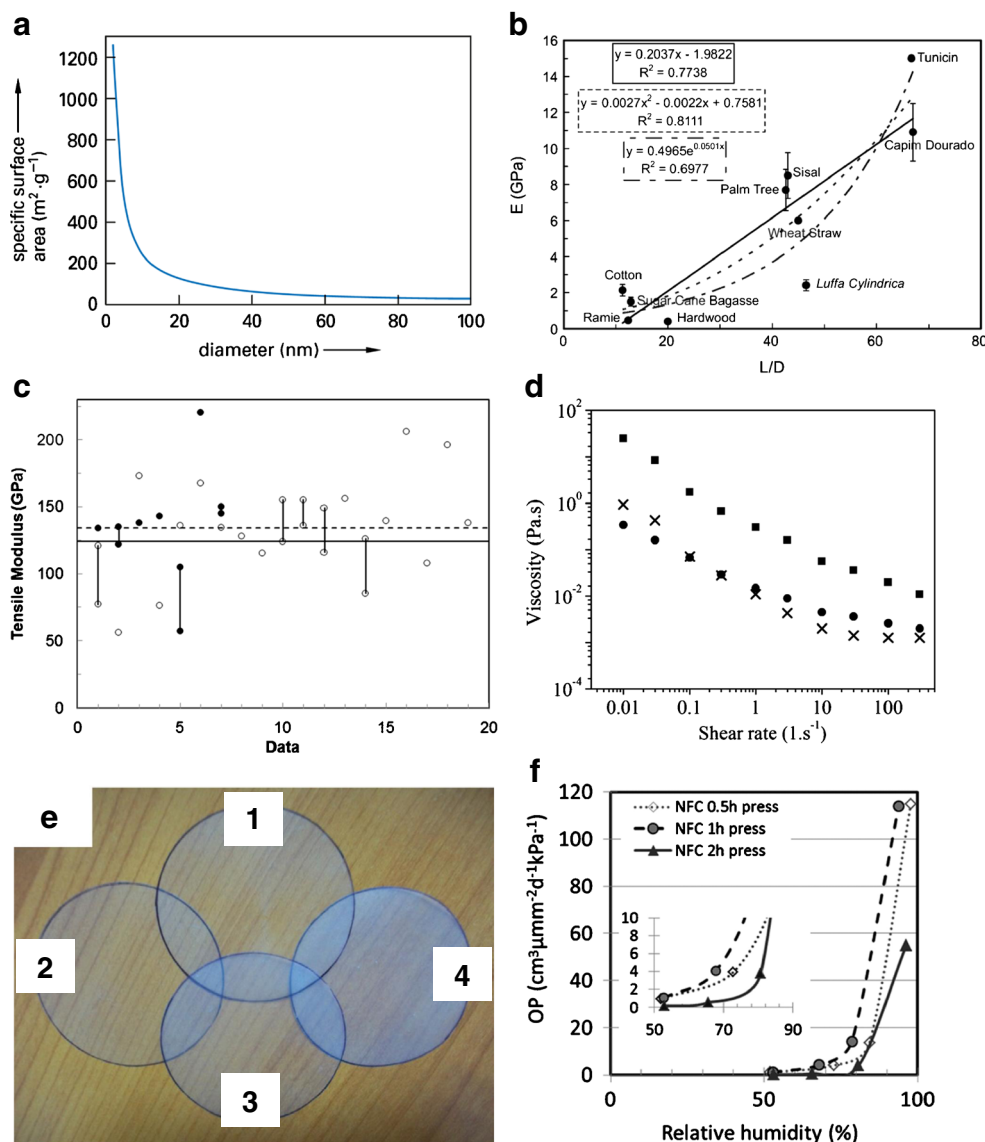 a
1200
1000
800
600
400
200
0
0 20 40 60 80 100
specific surface
area (m²·g⁻¹)
diameter (nm)
b
16
14
12
10
8
6
4
2
0
0 20 40 60 80
E (GPa)
L/D
y = 0.2037x - 1.9822
R² = 0.7738
y = 0.0027x² - 0.0022x + 0.7581
R² = 0.8111
y = 0.4965e^0.0501x
R² = 0.6977
Tunicin
Capim Dourado
Sisal
Palm Tree
Wheat Straw
Cotton
Luffa Cylindrica
Sugar Cane Bagasse
Ramie
Hardwood
c
200
150
100
50
0
0 5 10 15 20
Tensile Modulus (GPa)
Data
d
10²
10⁰
10⁻²
10⁻⁴
0.01 0.1 1 10 100
Viscosity (Pa.s)
Shear rate (1.s⁻¹)
e
1
2
3
4
f
120
100
80
60
40
20
0
0 50 100
NFC 0.5h press
NFC 1h press
NFC 2h press
10
8
6
4
2
0
50 70 90
OP (cm³µmm⁻²d⁻¹kPa⁻¹)
Relative humidity (%)